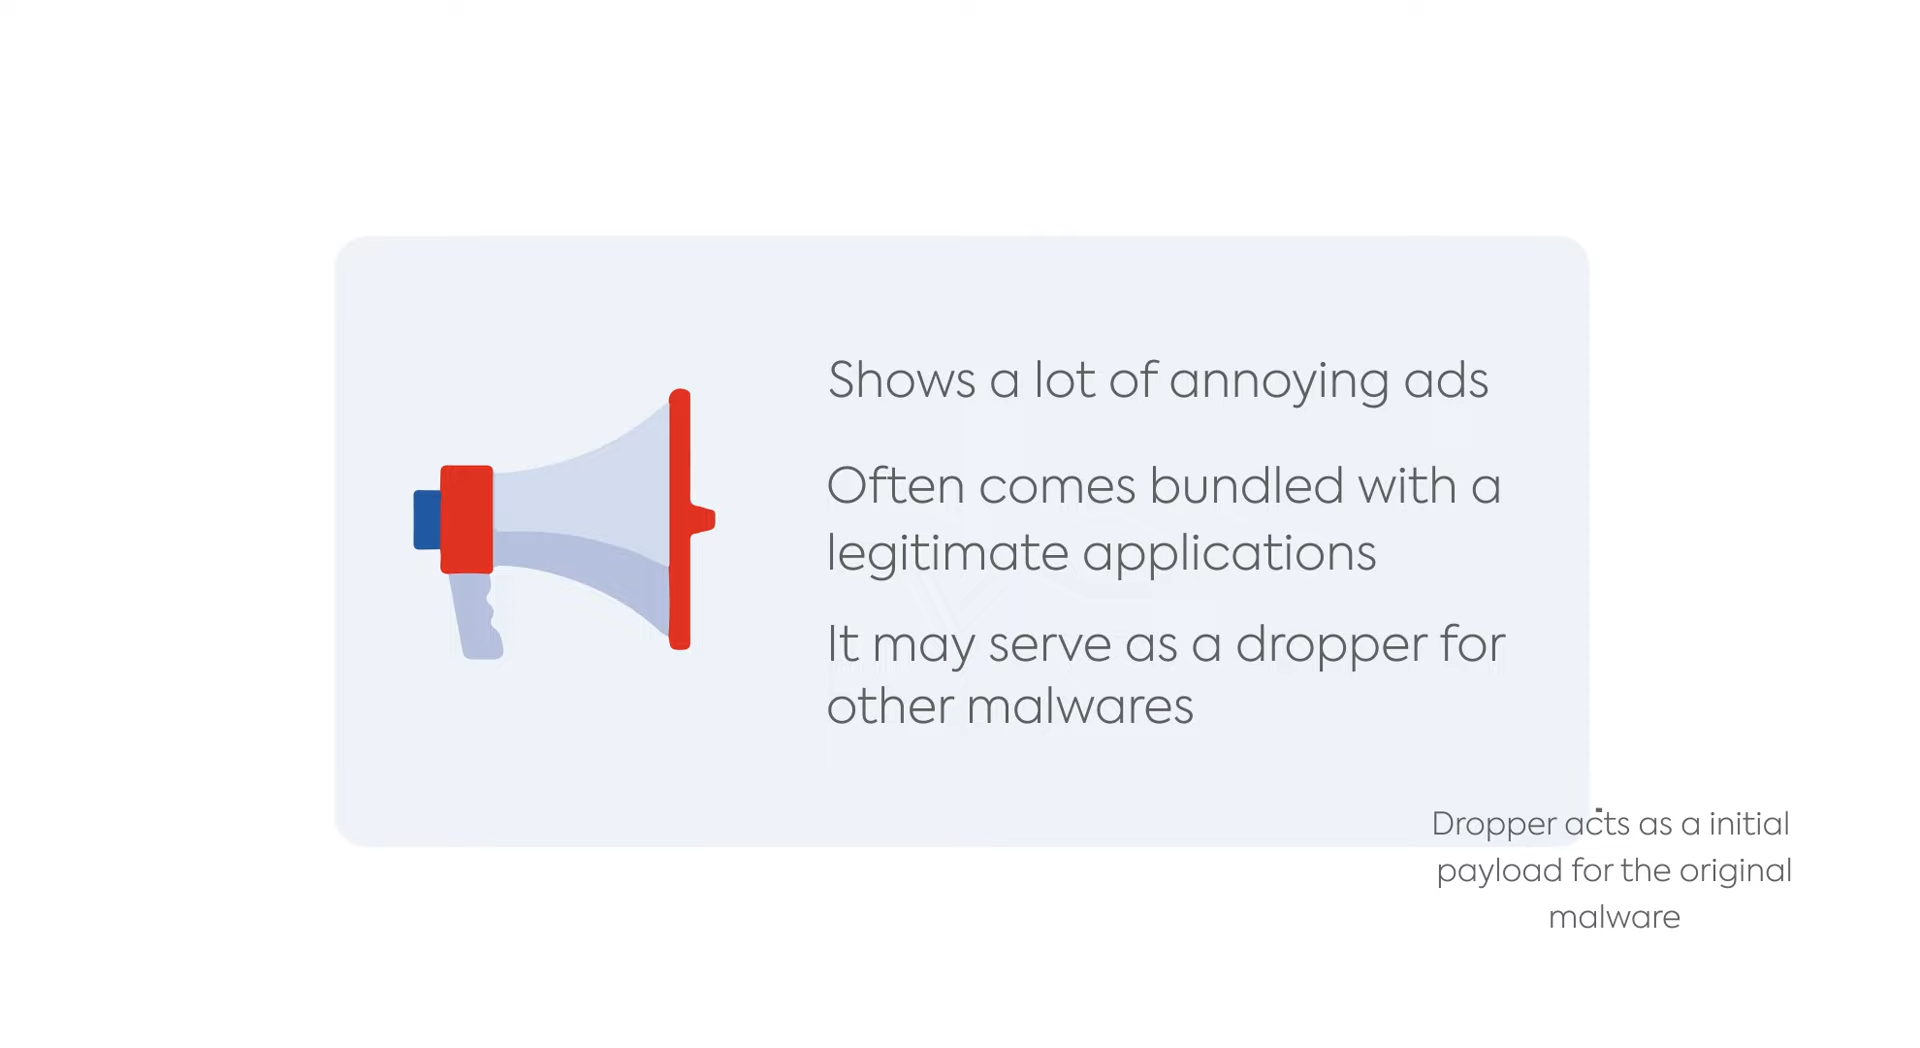 Shows a lot of annoying ads
Often comes bundled with a
legitimate applications
It may serve as a dropper for
other malwares
Dropper acts as a initial
payload for the original
malware